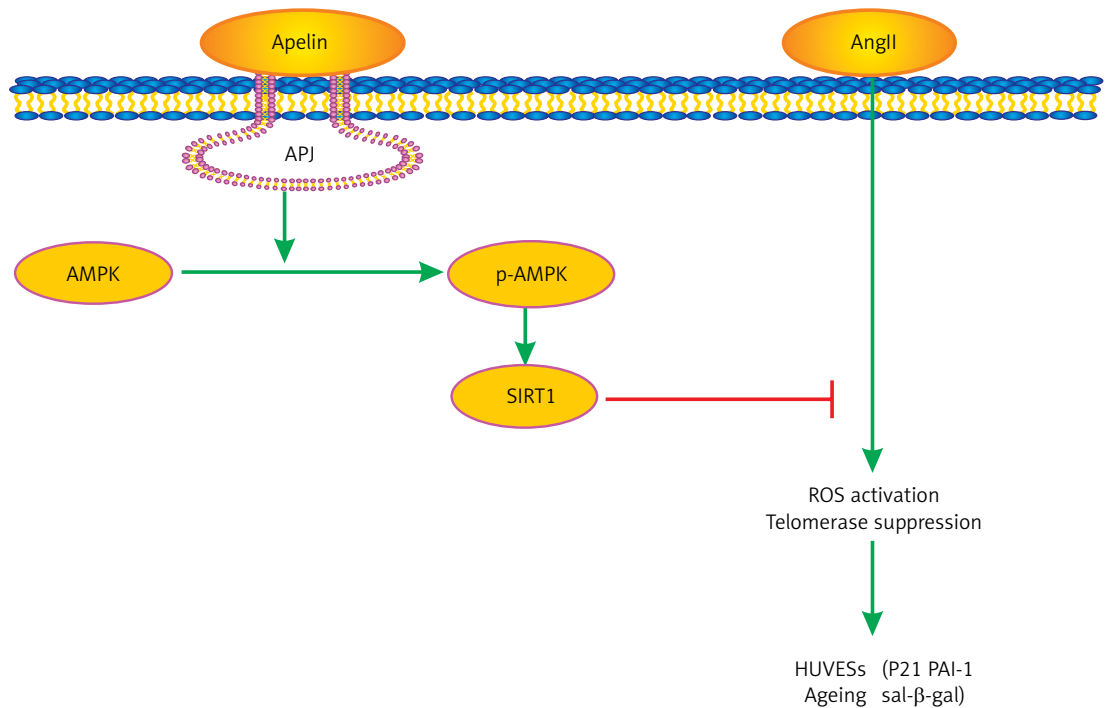 Apelin
AngII
APJ
AMPK
p-AMPK
SIRT1
ROS activation
Telomerase suppression
HUVESs (P21 PAI-1
Ageing sal-β-gal)